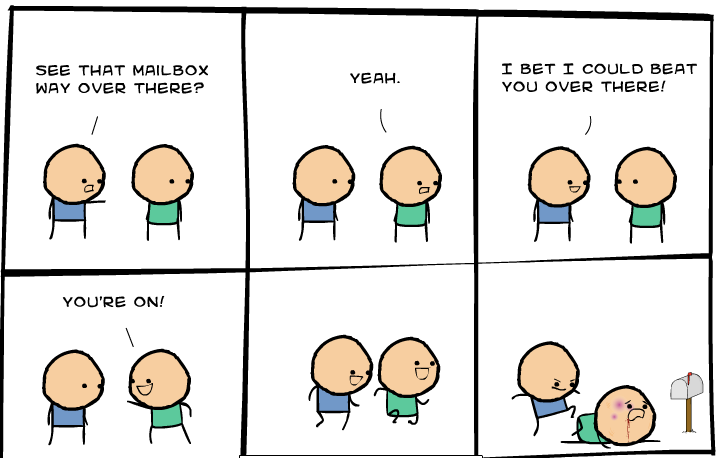 SEE THAT MAILBOX
WAY OVER THERE?
YEAH.
I BET I COULD BEAT
YOU OVER THERE!
YOU'RE ON!